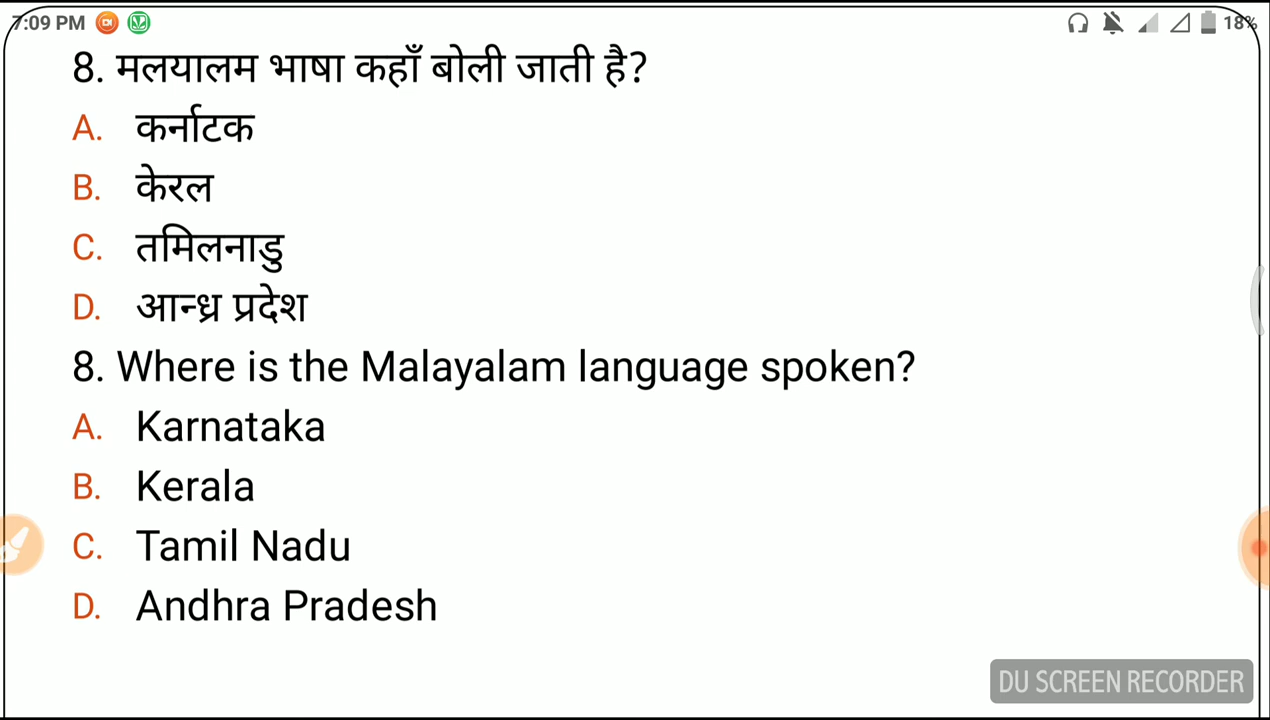 7:09 PM
18%
8. मलयालम भाषा कहाँ बोली जाती है?
A. कर्नाटक
B. केरल
C. तमिलनाडु
D. आन्ध्र प्रदेश
8. Where is the Malayalam language spoken?
A. Karnataka
B. Kerala
C. Tamil Nadu
D. Andhra Pradesh
DU SCREEN RECORDER